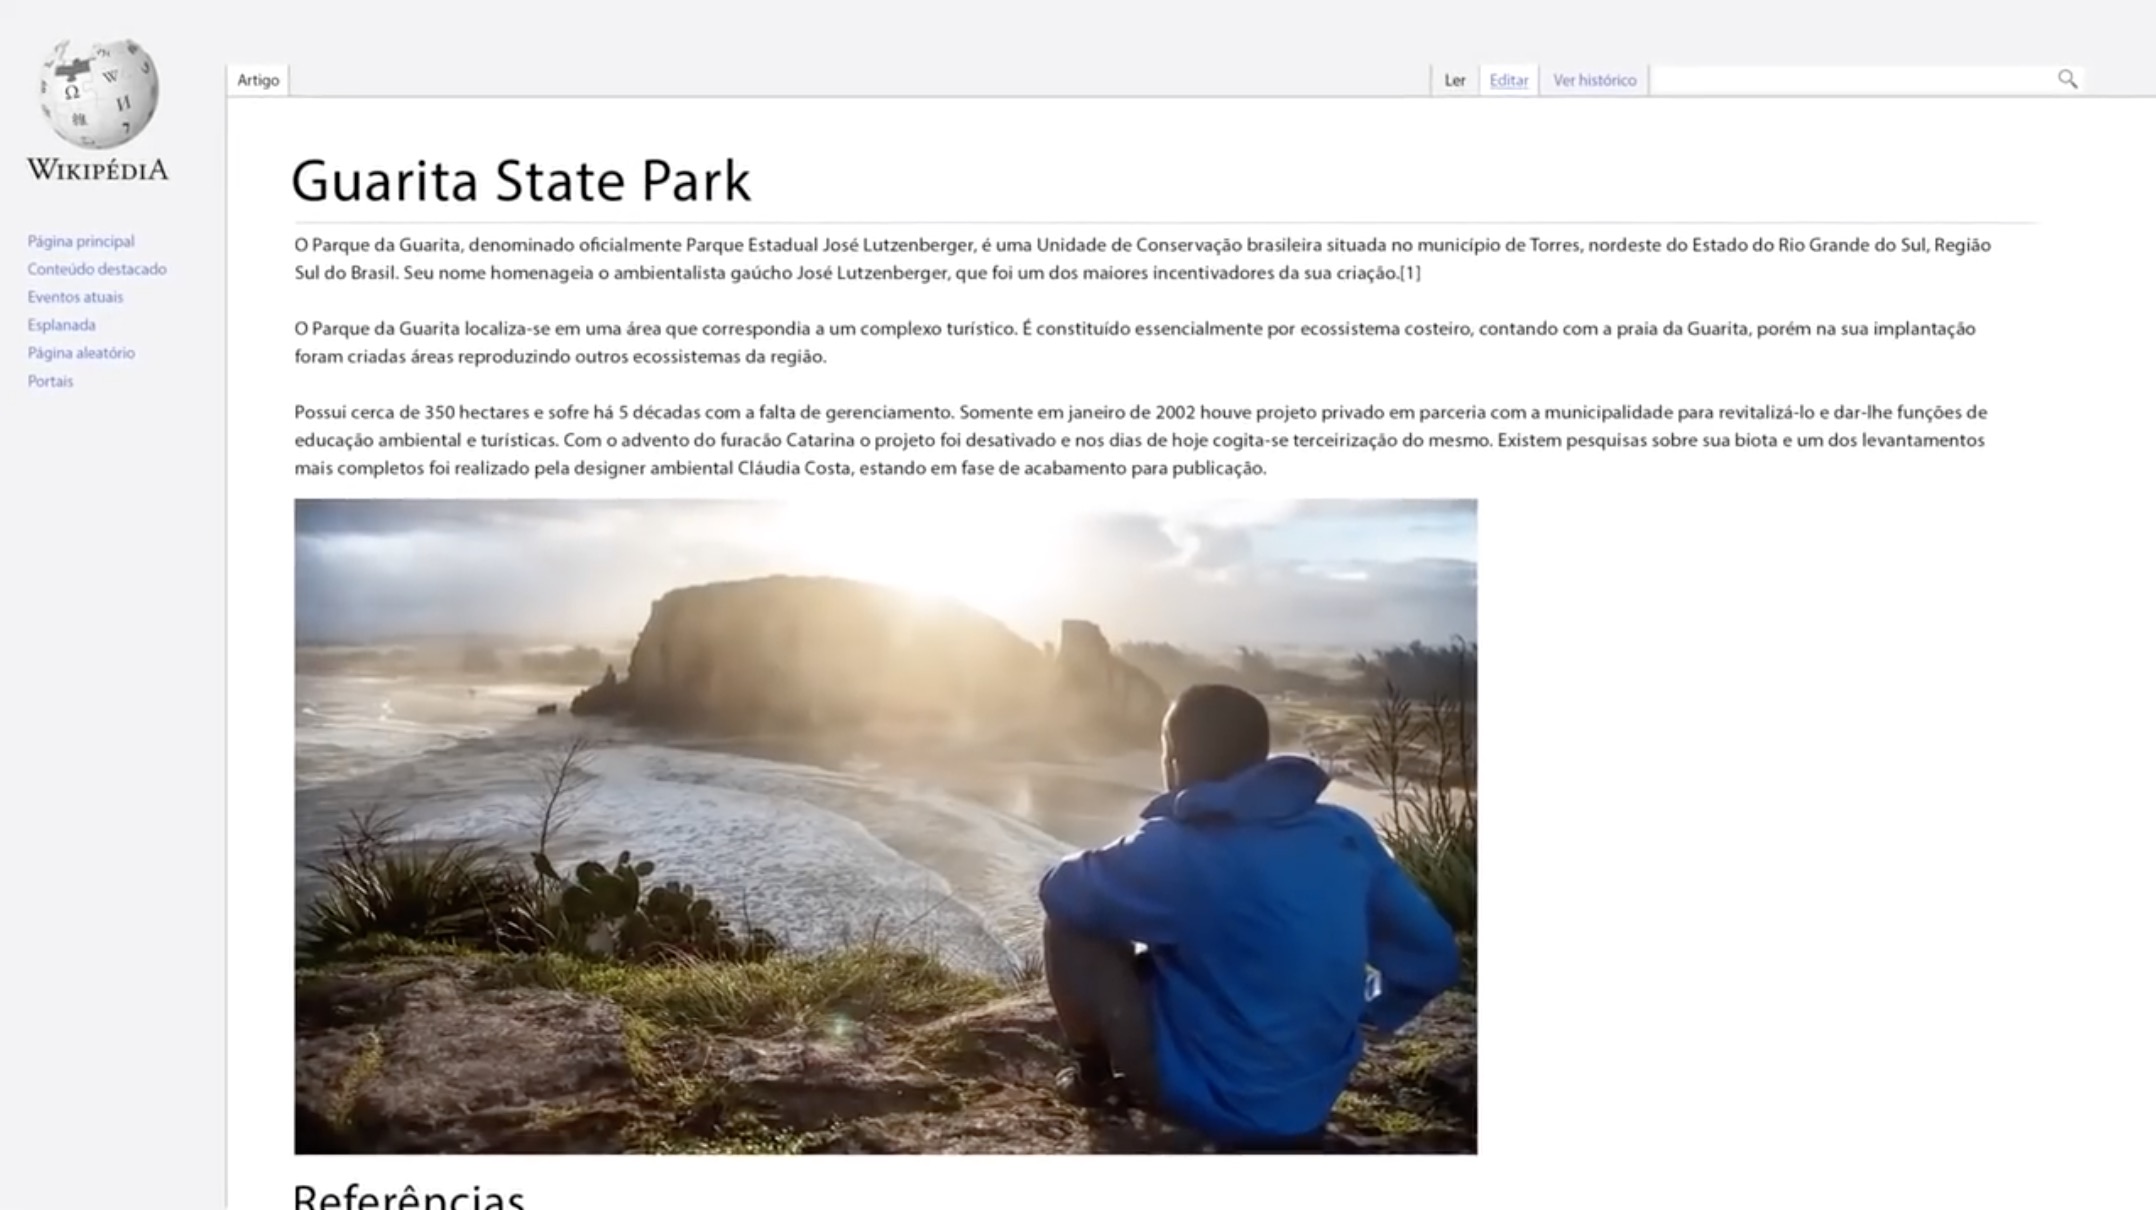 WIKIPÉDIA
Artigo
Ler
Editar
Ver histórico
Página principal
Conteúdo destacado
Eventos atuais
Esplanada
Página aleatório
Portais
Guarita State Park
O Parque da Guarita, denominado oficialmente Parque Estadual José Lutzenberger, é uma Unidade de Conservação brasileira situada no município de Torres, nordeste do Estado do Rio Grande do Sul, Região
Sul do Brasil. Seu nome homenageia o ambientalista gaúcho José Lutzenberger, que foi um dos maiores incentivadores da sua criação.[1]
O Parque da Guarita localiza-se em uma área que correspondia a um complexo turístico. É constituído essencialmente por ecossistema costeiro, contando com a praia da Guarita, porém na sua implantação
foram criadas áreas reproduzindo outros ecossistemas da região.
Possui cerca de 350 hectares e sofre há 5 décadas com a falta de gerenciamento. Somente em janeiro de 2002 houve projeto privado em parceria com a municipalidade para revitalizá-lo e dar-lhe funções de
educação ambiental e turísticas. Com o advento do furacão Catarina o projeto foi desativado e nos dias de hoje cogita-se terceirização do mesmo. Existem pesquisas sobre sua biota e um dos levantamentos
mais completos foi realizado pela designer ambiental Cláudia Costa, estando em fase de acabamento para publicação.
Referências